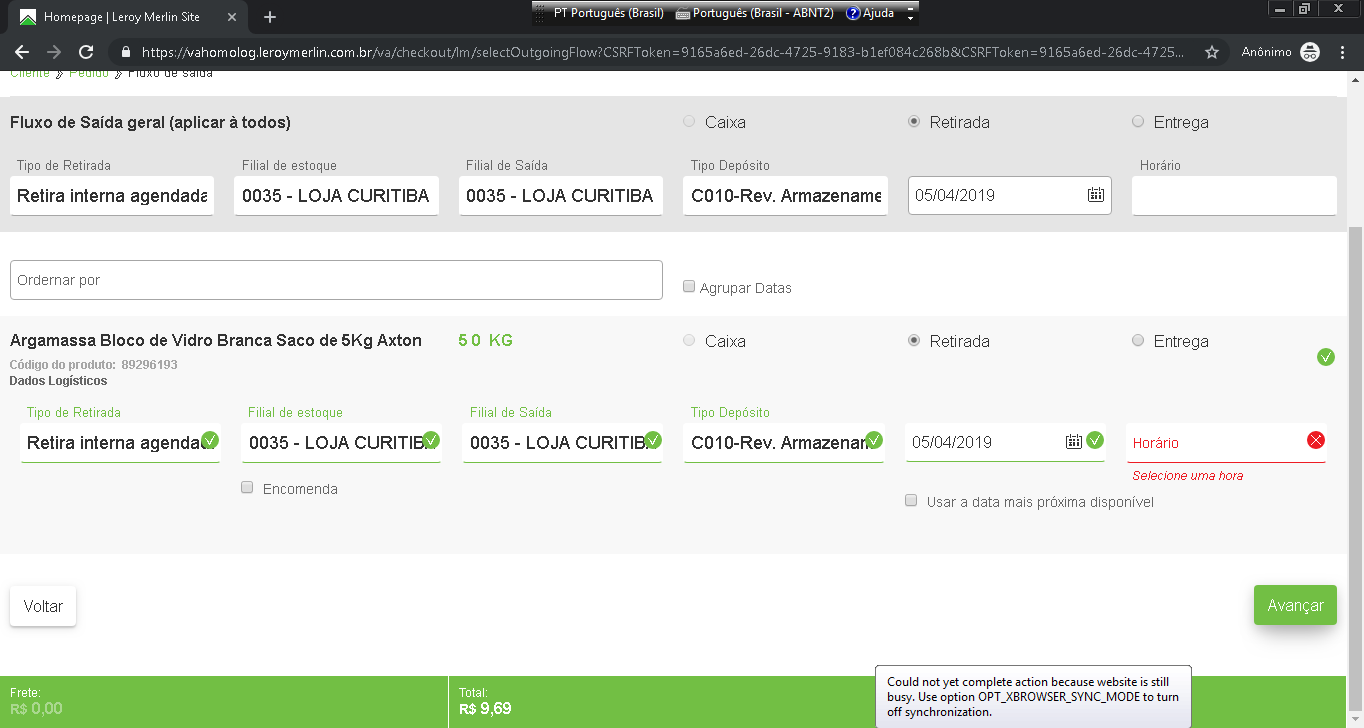 Homepage | Leroy Merlin Site
PT Português (Brasil) Português (Brasil - ABNT2) Ajuda
https://vahomolog.leroymerlin.com.br/va/checkout/lm/selectOutgoingFlow?CSRFToken=9165a6ed-26dc-4725-9183-b1ef084c268b&CSRFToken=9165a6ed-26dc-4725... Anônimo
Cliente Pedido Fluxo de saída
Fluxo de Saída geral (aplicar à todos) Caixa Retirada Entrega
Tipo de Retirada Filial de estoque Filial de Saída Tipo Depósito Horário
Retira interna agendada 0035 - LOJA CURITIBA 0035 - LOJA CURITIBA C010-Rev. Armazename 05/04/2019
Ordernar por
Agrupar Datas
Argamassa Bloco de Vidro Branca Saco de 5Kg Axton 50 KG Caixa Retirada Entrega
Código do produto: 89296193
Dados Logísticos
Tipo de Retirada Filial de estoque Filial de Saída Tipo Depósito
Retira interna agenda 0035 - LOJA CURITIB 0035 - LOJA CURITIB C010-Rev. Armazenar 05/04/2019 Horário
Selecione uma hora
Encomenda
Usar a data mais próxima disponível
Voltar Avançar
Frete: Total:
R$ 0,00 R$ 9,69
Could not yet complete action because website is still
busy. Use option OPT_XBROWSER_SYNC_MODE to turn
off synchronization.